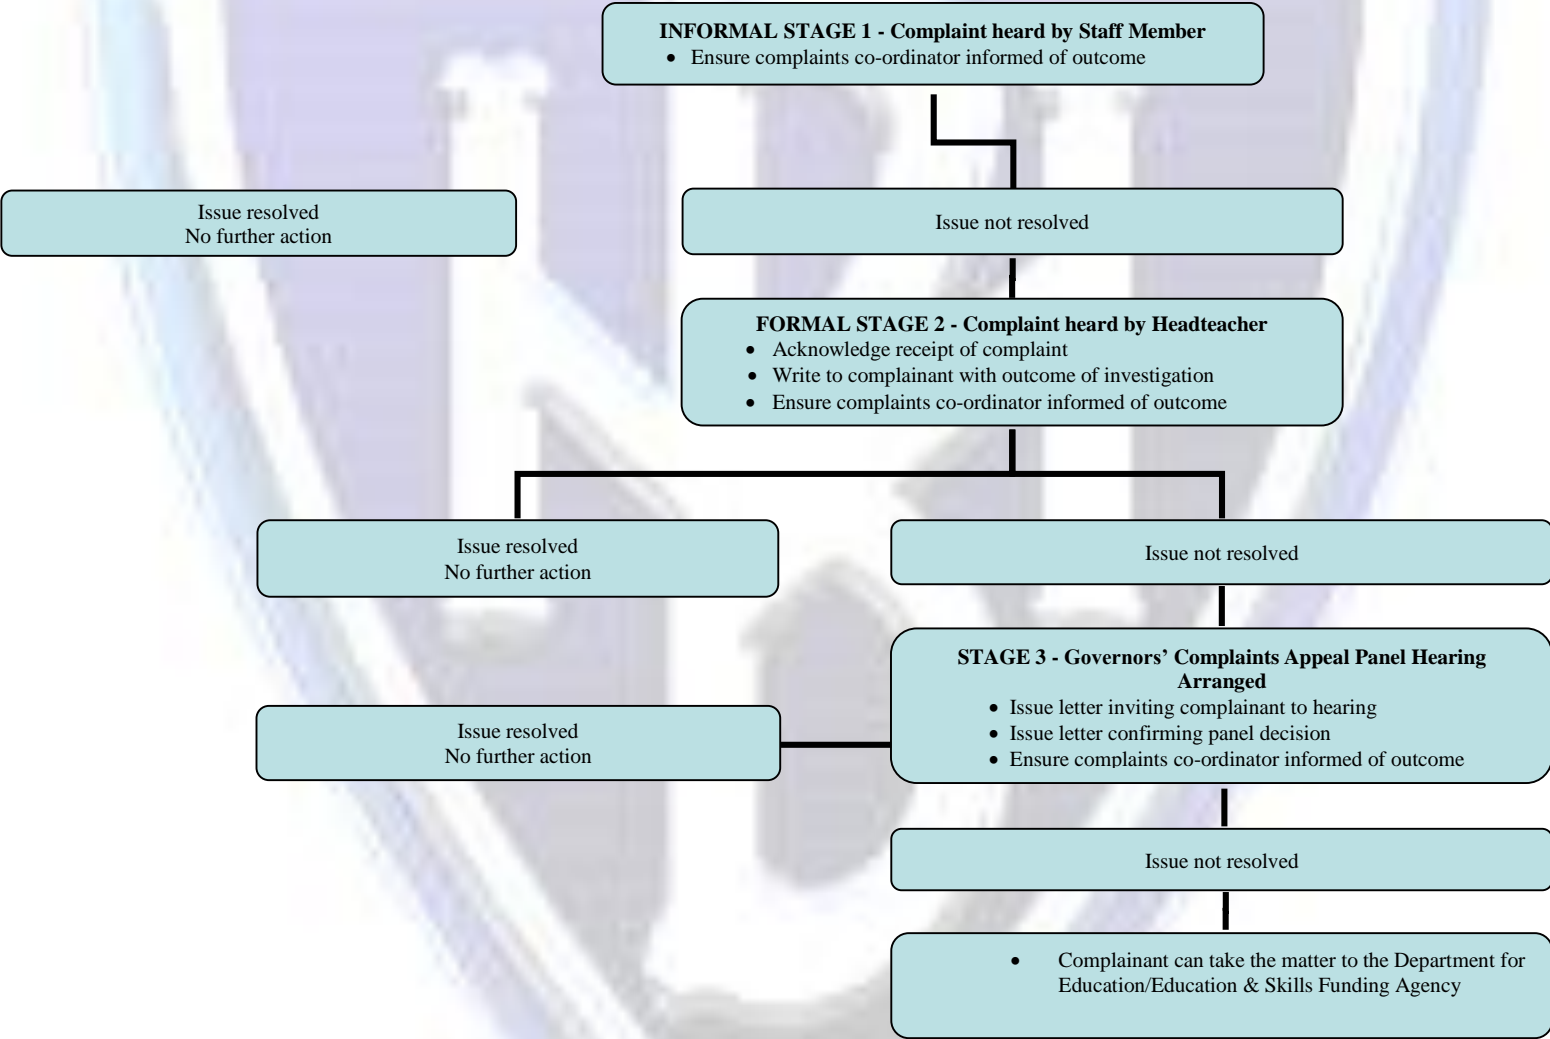 INFORMAL STAGE 1 - Complaint heard by Staff Member
• Ensure complaints co-ordinator informed of outcome
Issue resolved
No further action
Issue not resolved
FORMAL STAGE 2 - Complaint heard by Headteacher
• Acknowledge receipt of complaint
• Write to complainant with outcome of investigation
• Ensure complaints co-ordinator informed of outcome
Issue resolved
No further action
Issue not resolved
STAGE 3 - Governors’ Complaints Appeal Panel Hearing
Arranged
• Issue letter inviting complainant to hearing
• Issue letter confirming panel decision
• Ensure complaints co-ordinator informed of outcome
Issue resolved
No further action
Issue not resolved
• Complainant can take the matter to the Department for
Education/Education & Skills Funding Agency